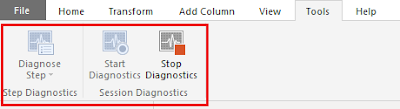 File Home Transform Add Column View Tools Help
Diagnose Start Stop
Step Diagnostics Diagnostics
Step Diagnostics Session Diagnostics